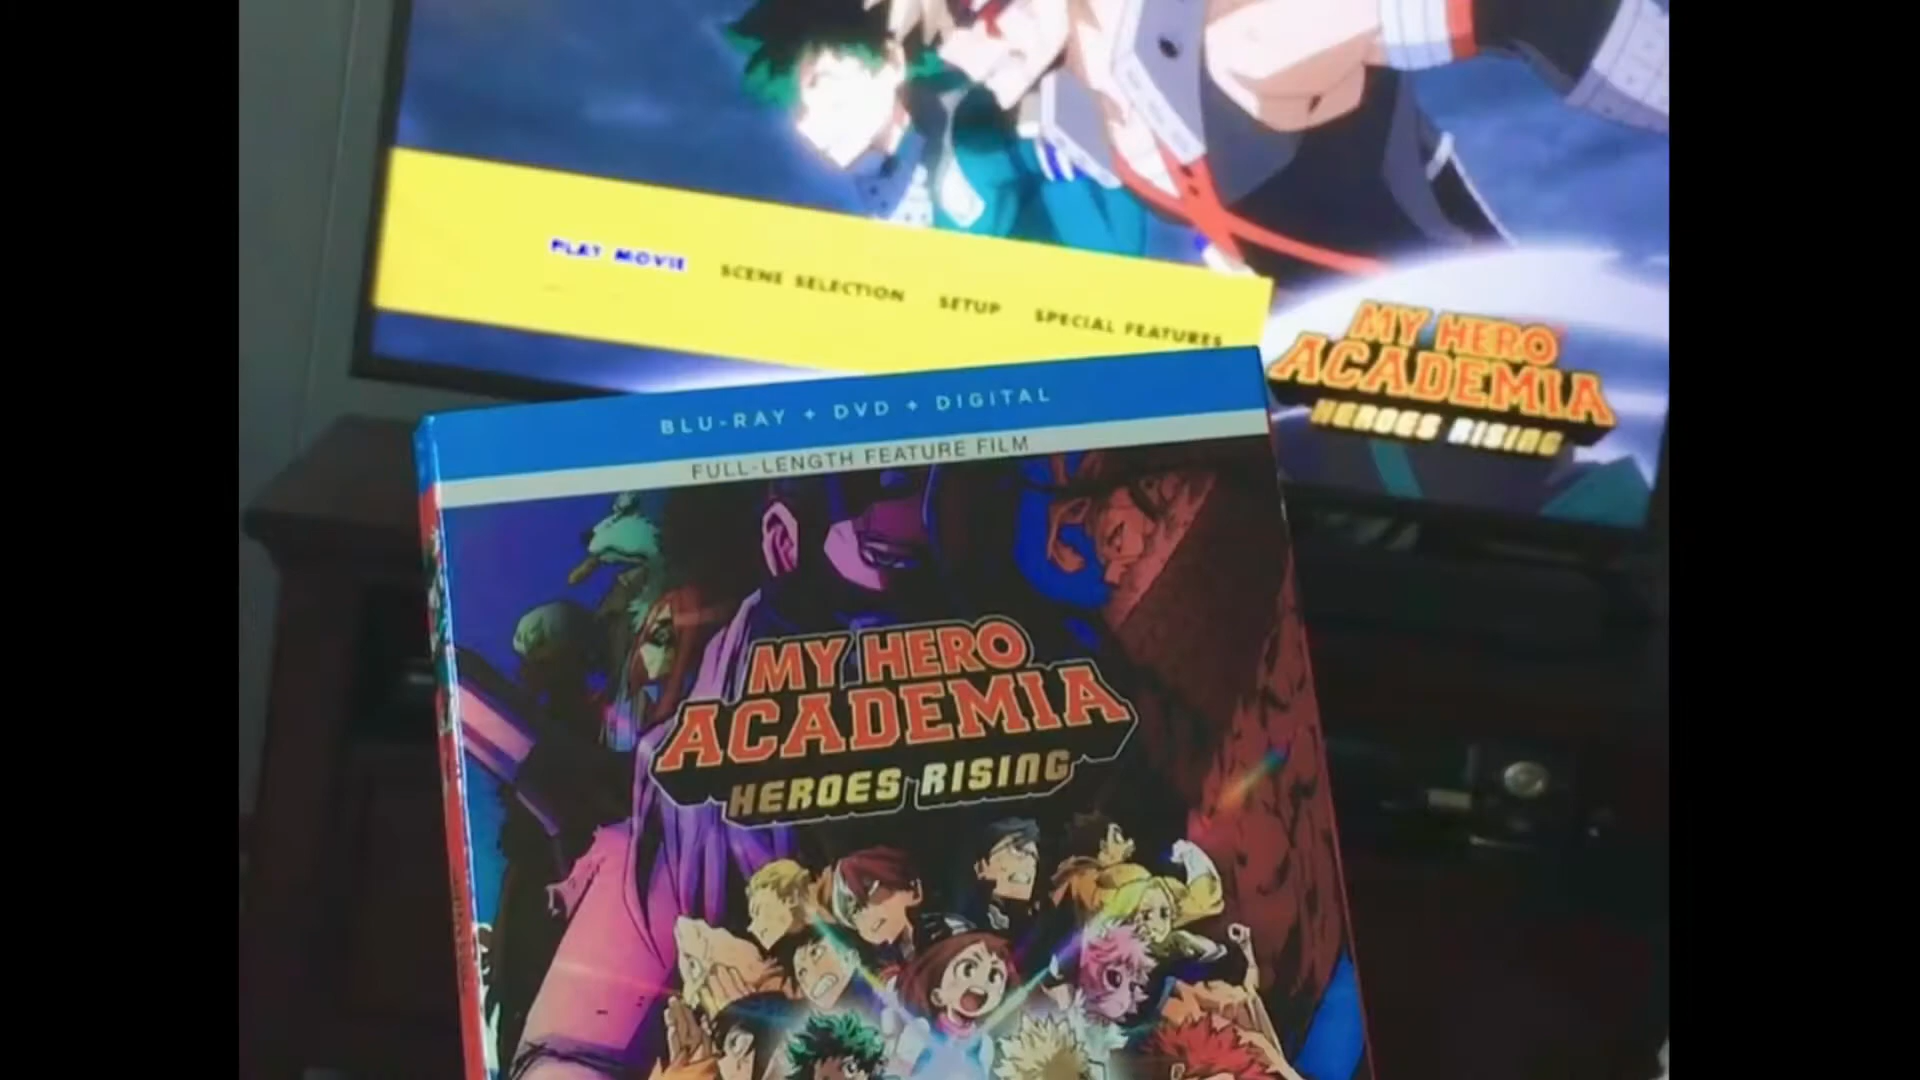 PLAY MOVIE SCENE SELECTION SETUP SPECIAL FEATURES
MY HERO
ACADEMIA
HEROES RISING
BLU-RAY + DVD + DIGITAL
FULL-LENGTH FEATURE FILM
MY HERO
ACADEMIA
HEROES RISING